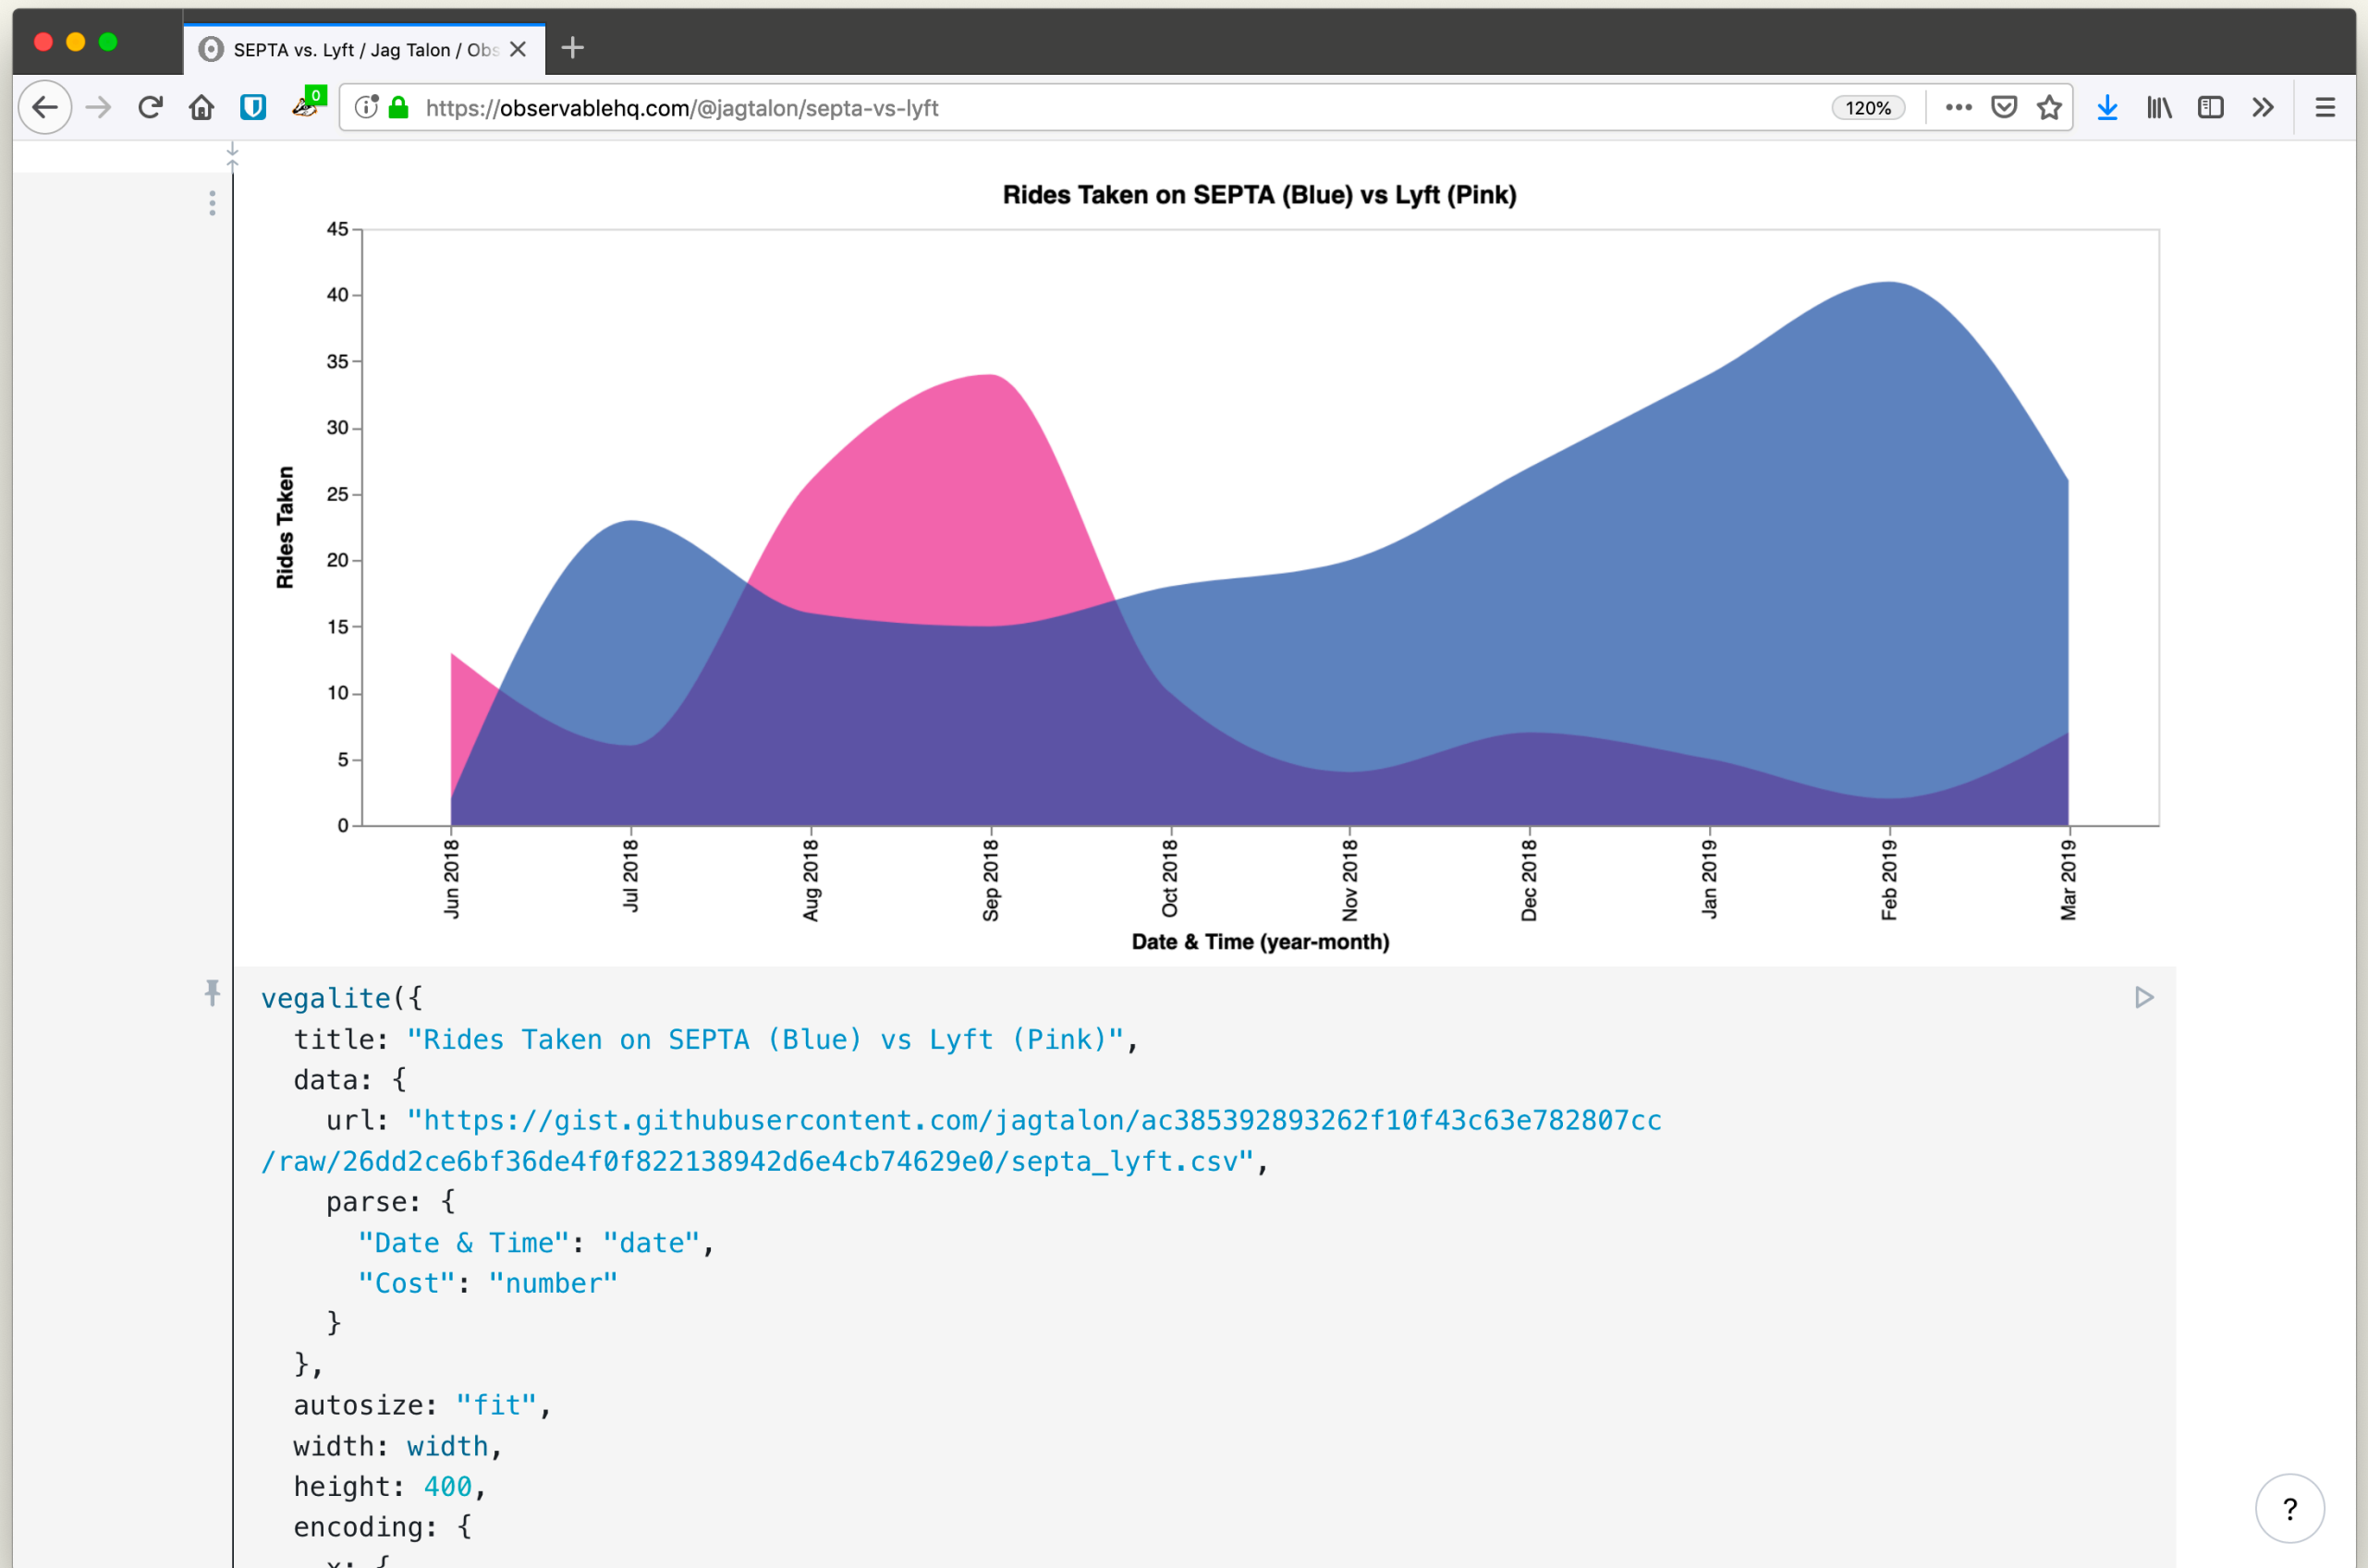 SEPTA vs. Lyft / Jag Talon / Obs
0
https://observablehq.com/@jagtalon/septa-vs-lyft
120%
Rides Taken on SEPTA (Blue) vs Lyft (Pink)
45
40
35
30
25
20
15
10
5
0
Rides Taken
Jun 2018
Jul 2018
Aug 2018
Sep 2018
Oct 2018
Nov 2018
Dec 2018
Jan 2019
Feb 2019
Mar 2019
Date & Time (year-month)
vegalite({
title: "Rides Taken on SEPTA (Blue) vs Lyft (Pink)",
data: {
url: "https://gist.githubusercontent.com/jagtalon/ac385392893262f10f43c63e782807cc
/raw/26dd2ce6bf36de4f0f822138942d6e4cb74629e0/septa_lyft.csv",
parse: {
"Date & Time": "date",
"Cost": "number"
}
},
autosize: "fit",
width: width,
height: 400,
encoding: {
x: {
?